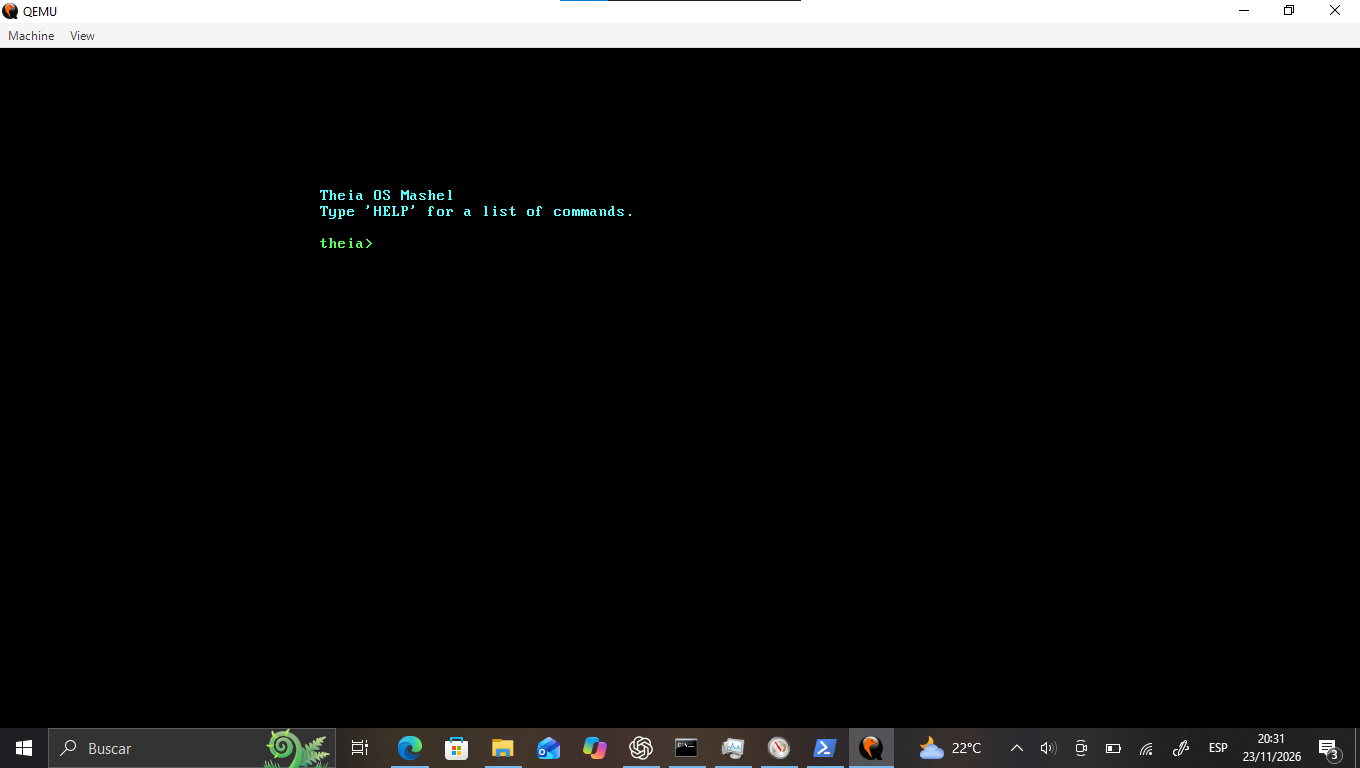 QEMU
Machine View
Theia OS Mashel
Type 'HELP' for a list of commands.
theia>
Buscar
22°C
ESP
20:31
23/11/2026
3